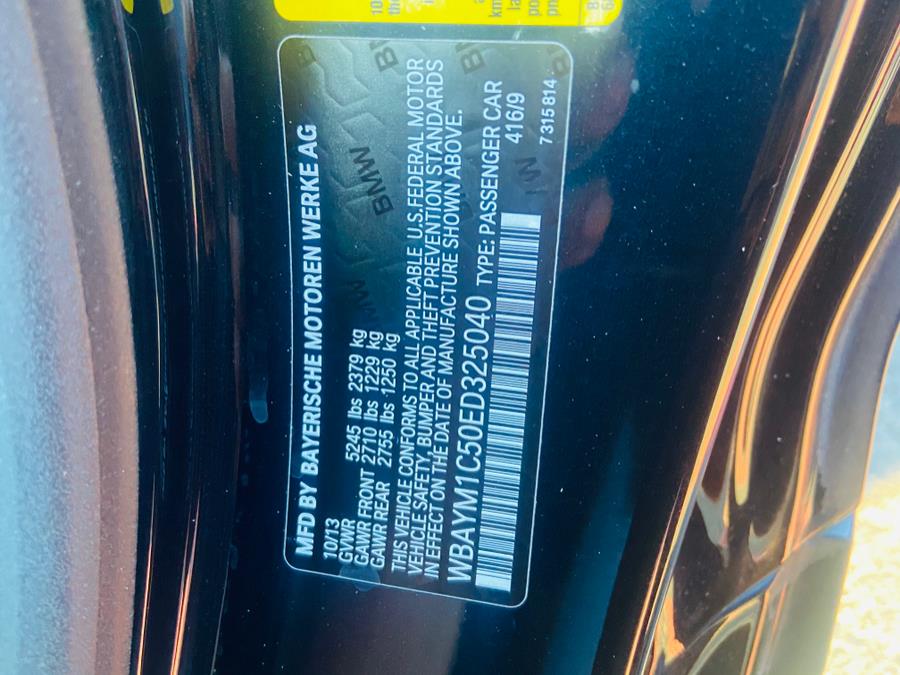 MFD BY BAYERISCHE MOTOREN WERKE AG
10/13
GVWR 5245 lbs 2379 kg
GAWR FRONT 2710 lbs 1229 kg
GAWR REAR 2755 lbs 1250 kg
THIS VEHICLE CONFORMS TO ALL APPLICABLE U.S.FEDERAL MOTOR
VEHICLE SAFETY, BUMPER AND THEFT PREVENTION STANDARDS
IN EFFECT ON THE DATE OF MANUFACTURE SHOWN ABOVE.
WBAYM1C50ED325040 TYPE: PASSENGER CAR
416/9
7315814
BMW